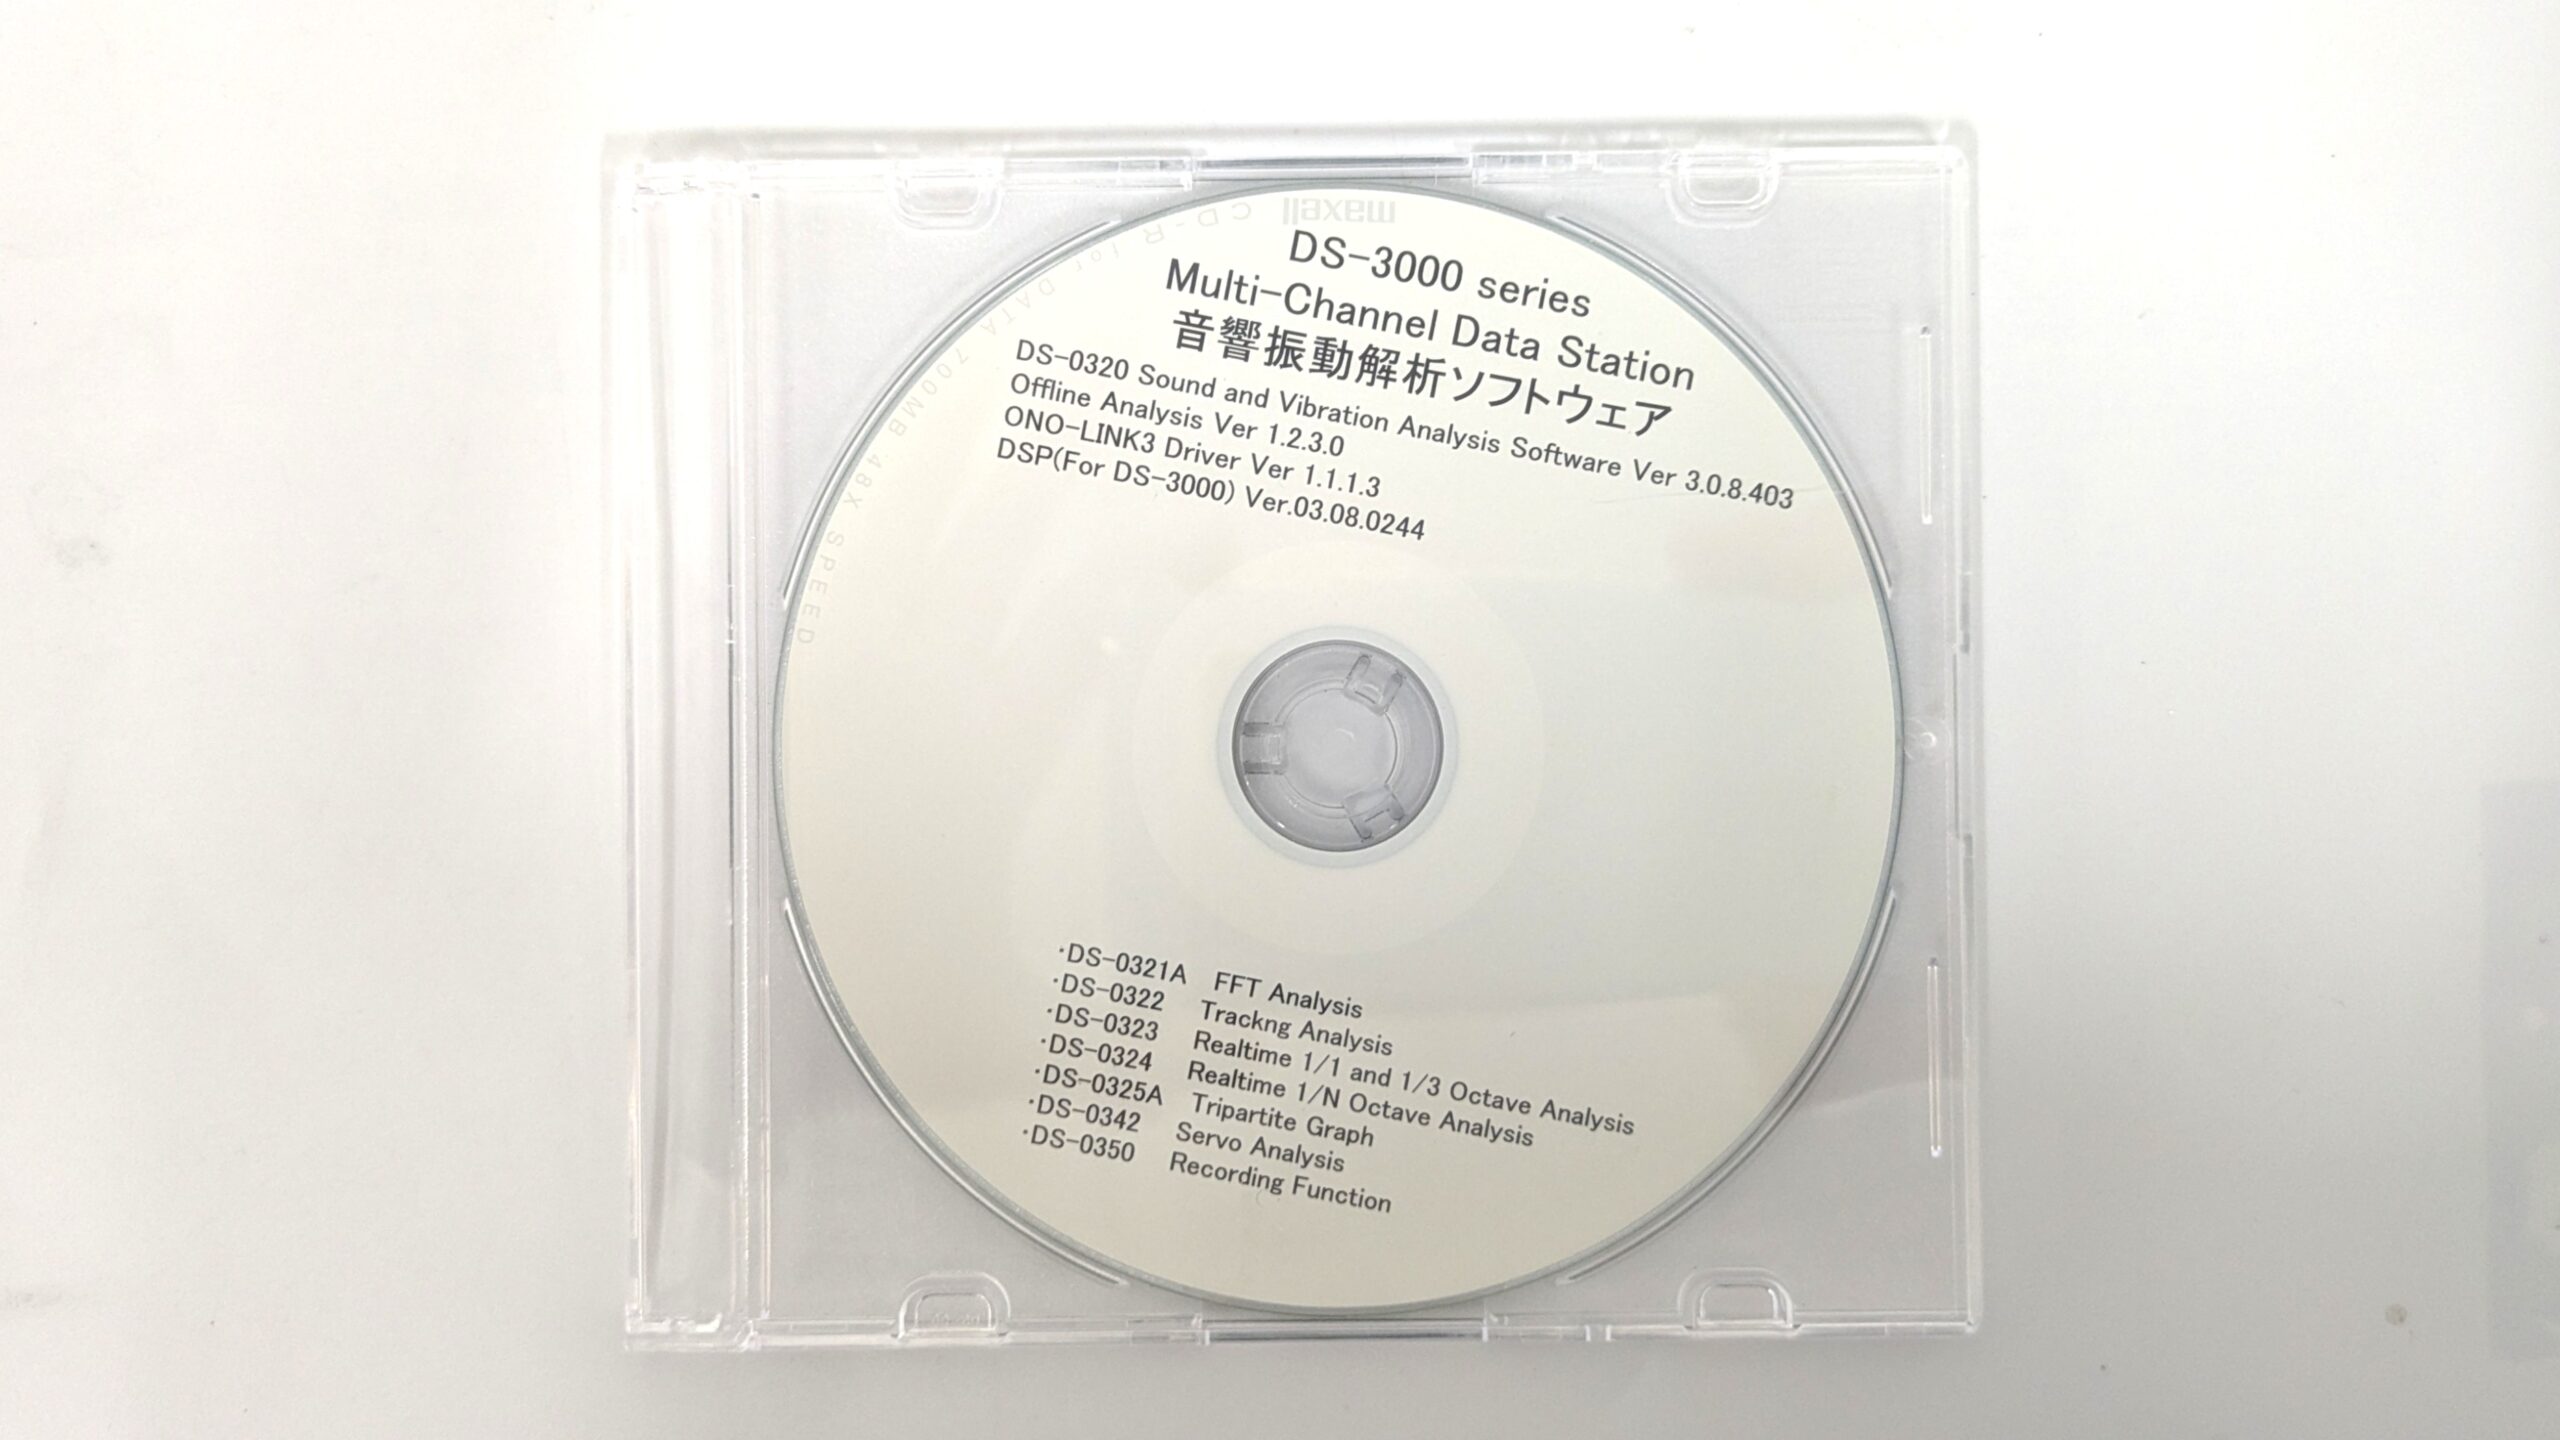 maxell
CD-R for DATA 700MB 48X SPEED
DS-3000 series
Multi-Channel Data Station
音響振動解析ソフトウェア
DS-0320 Sound and Vibration Analysis Software Ver 3.0.8.403
Offline Analysis Ver 1.2.3.0
ONO-LINK3 Driver Ver 1.1.1.3
DSP(For DS-3000) Ver.03.08.0244
・DS-0321A FFT Analysis
・DS-0322 Trackng Analysis
・DS-0323 Realtime 1/1 and 1/3 Octave Analysis
・DS-0324 Realtime 1/N Octave Analysis
・DS-0325A Tripartite Graph
・DS-0342 Servo Analysis
・DS-0350 Recording Function